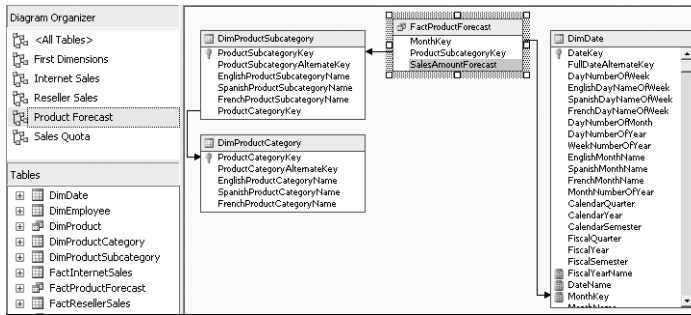 Diagram Organizer
<All Tables>
First Dimensions
Internet Sales
Reseller Sales
Product Forecast
Sales Quota
Tables
DimDate
DimEmployee
DimProduct
DimProductCategory
DimProductSubcategory
FactInternetSales
FactProductForecast
FactResellerSales
DimProductSubcategory
ProductSubcategoryKey
ProductSubcategoryAlternateKey
EnglishProductSubcategoryName
SpanishProductSubcategoryName
FrenchProductSubcategoryName
ProductCategoryKey
DimProductCategory
ProductCategoryKey
ProductCategoryAlternateKey
EnglishProductCategoryName
SpanishProductCategoryName
FrenchProductCategoryName
FactProductForecast
MonthKey
ProductSubcategoryKey
SalesAmountForecast
DimDate
DateKey
FullDateAlternateKey
DayNumberOfWeek
EnglishDayNameOfWeek
SpanishDayNameOfWeek
FrenchDayNameOfWeek
DayNumberOfMonth
DayNumberOfYear
WeekNumberOfYear
EnglishMonthName
SpanishMonthName
FrenchMonthName
MonthNumberOfYear
CalendarQuarter
CalendarYear
CalendarSemester
FiscalQuarter
FiscalYear
FiscalSemester
FiscalYearName
DateName
MonthKey